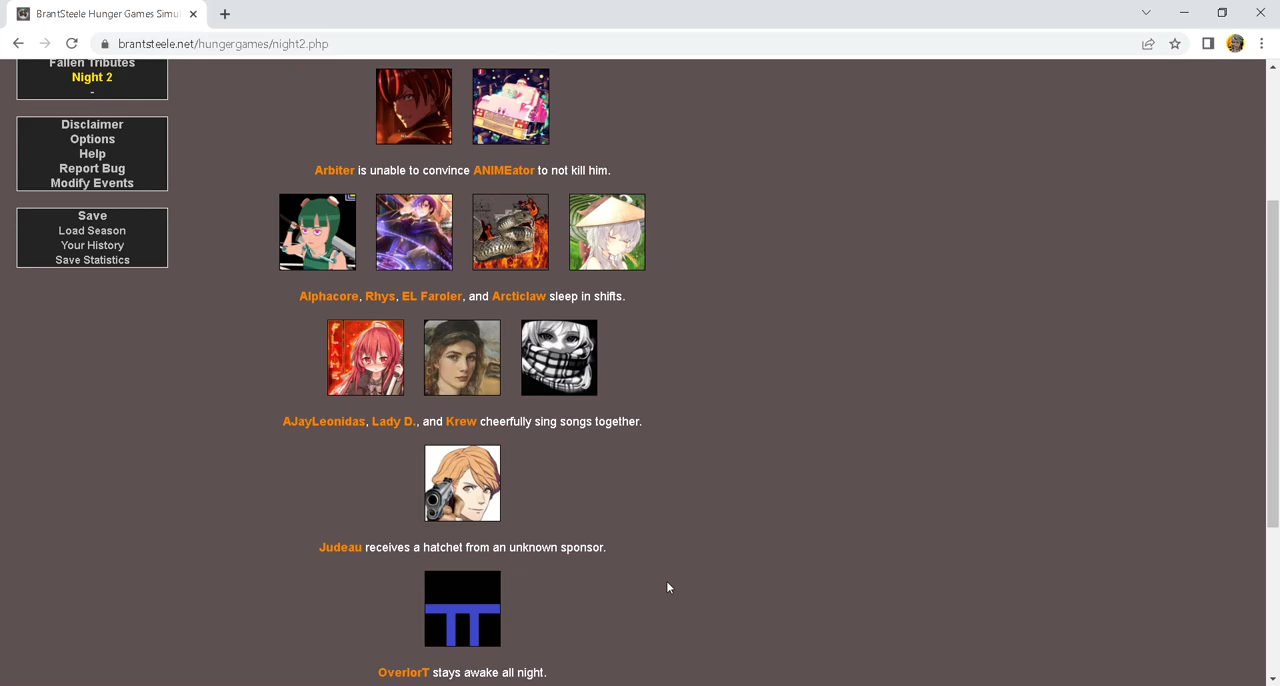 BrantSteele Hunger Games Simul
brantsteele.net/hungergames/night2.php
Fallen Tributes
Night 2
-
Disclaimer
Options
Help
Report Bug
Modify Events
Save
Load Season
Your History
Save Statistics
Arbiter is unable to convince ANIMEator to not kill him.
Alphacore, Rhys, EL Faroler, and Arcticlaw sleep in shifts.
FLAME
AJayLeonidas, Lady D., and Krew cheerfully sing songs together.
Judeau receives a hatchet from an unknown sponsor.
OverlorT stays awake all night.